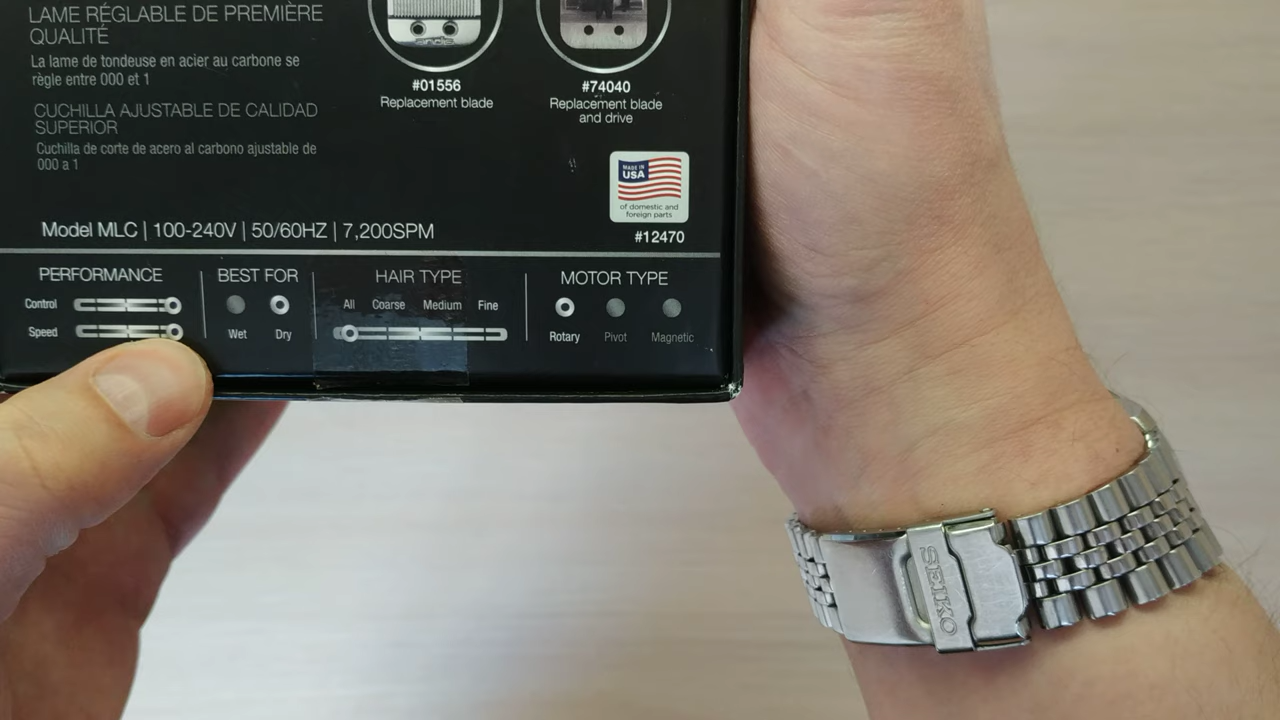 LAME RÉGLABLE DE PREMIÈRE
QUALITÉ
La lame de tondeuse en acier au carbone se
règle entre 000 et 1
CUCHILLA AJUSTABLE DE CALIDAD
SUPERIOR
Cuchilla de corte de acero al carbono ajustable de
000 a 1
andis
#01556
Replacement blade
#74040
Replacement blade
and drive
MADE IN
USA
of domestic and
foreign parts
#12470
Model MLC | 100-240V | 50/60HZ | 7,200SPM
PERFORMANCE
Control
Speed
BEST FOR
Wet Dry
HAIR TYPE
All Coarse Medium Fine
MOTOR TYPE
Rotary Pivot Magnetic
SEIKO